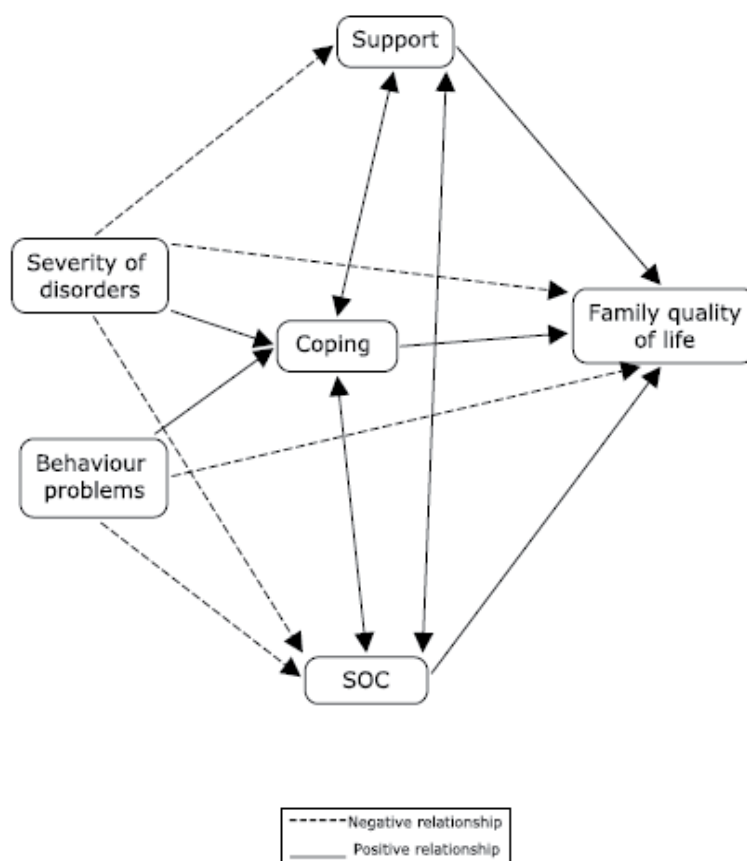 Support
Severity of
disorders
Family quality
of life
Coping
Behaviour
problems
SOC
Negative relationship
Positive relationship